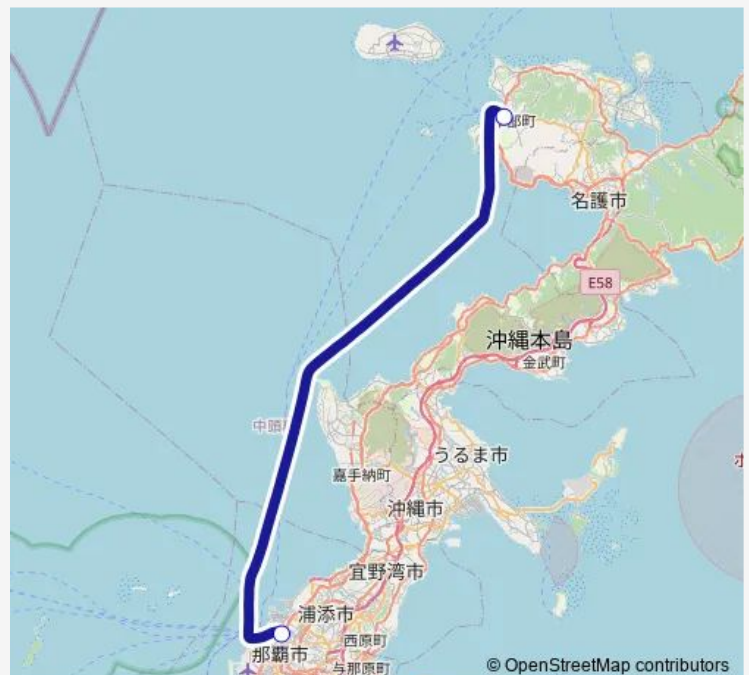 部町
名護市
E58
沖縄本島
金武町
中頭
うるま市
嘉手納町
沖縄市
宜野湾市
浦添市
西原町
那覇市
与那原町
© OpenStreetMap contributors